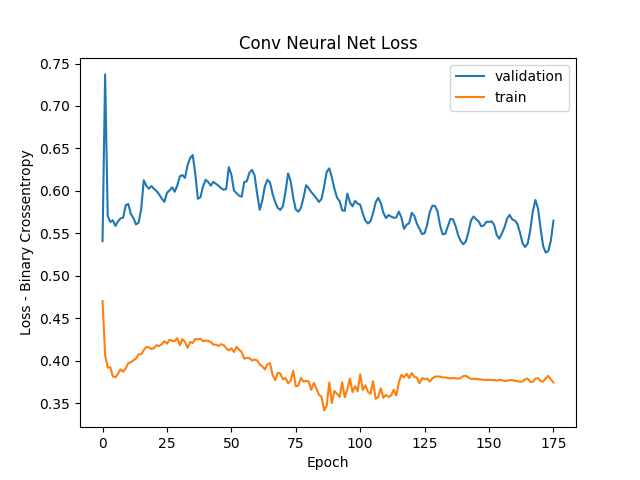 Conv Neural Net Loss
validation
train
Loss - Binary Crossentropy
0.75
0.70
0.65
0.60
0.55
0.50
0.45
0.40
0.35
0 25 50 75 100 125 150 175
Epoch